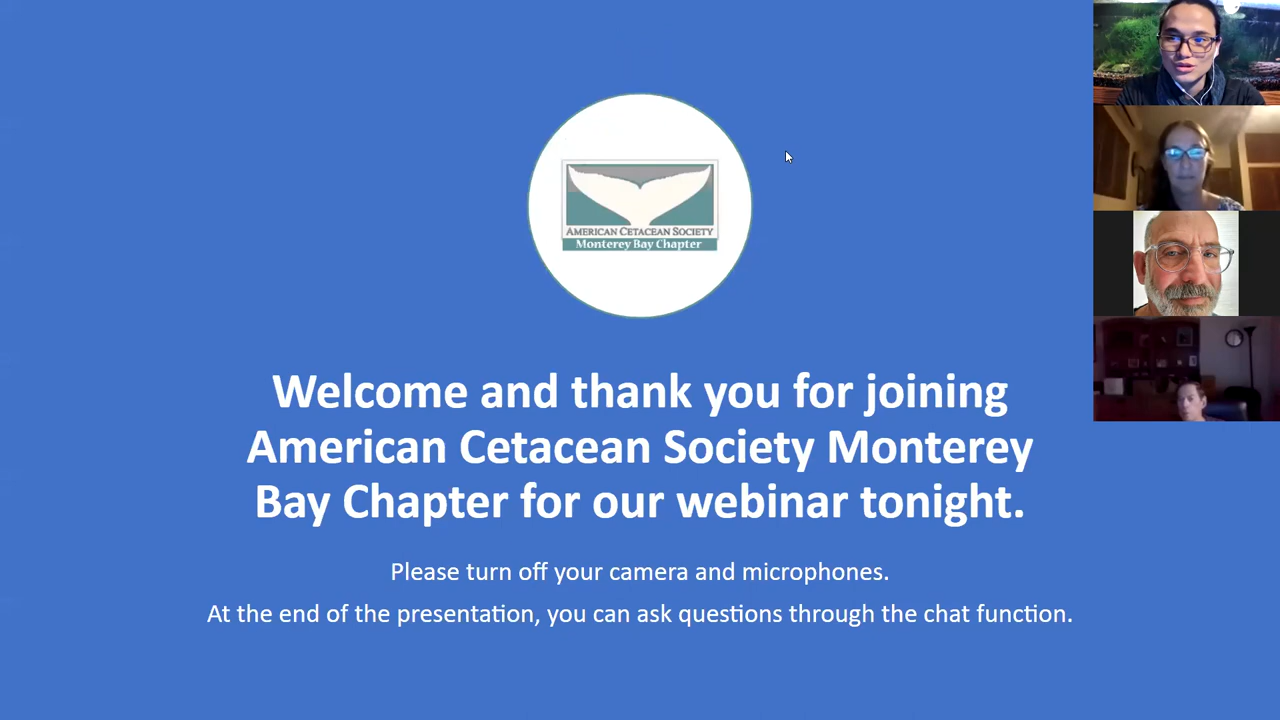 AMERICAN CETACEAN SOCIETY
Monterey Bay Chapter
Welcome and thank you for joining
American Cetacean Society Monterey
Bay Chapter for our webinar tonight.
Please turn off your camera and microphones.
At the end of the presentation, you can ask questions through the chat function.